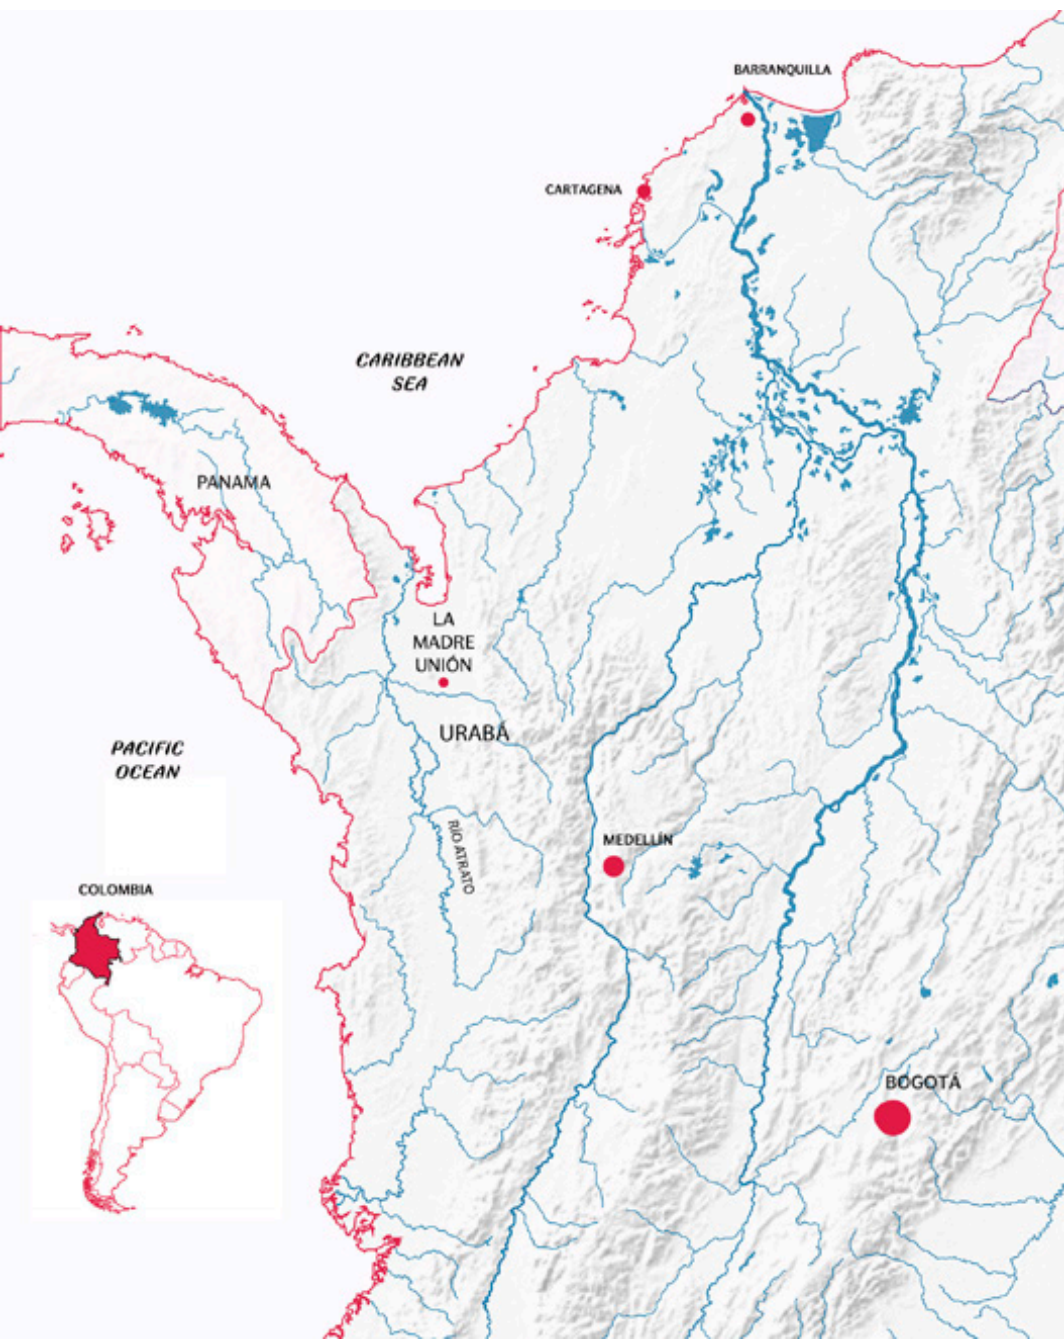 BARRANQUILLA
CARTAGENA
CARIBBEAN
SEA
PANAMA
LA
MADRE
UNIÓN
URABÁ
PACIFIC
OCEAN
RÍO ATRATO
MEDELLÍN
COLOMBIA
BOGOTÁ